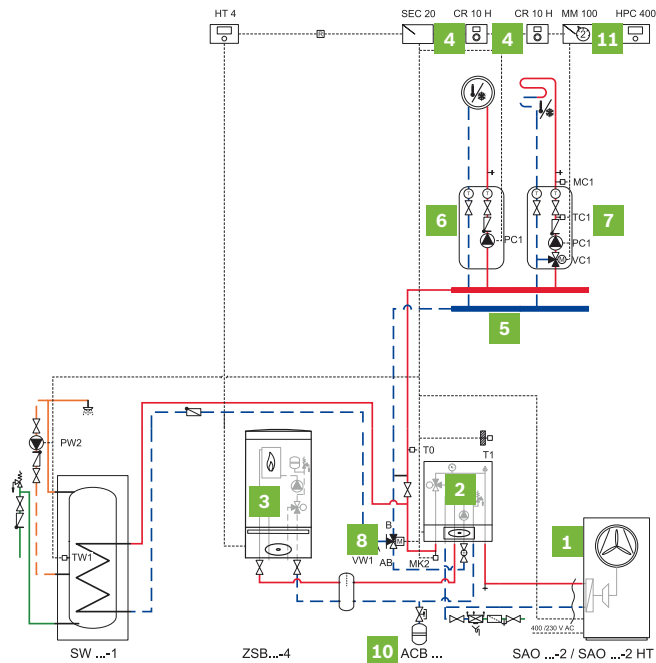 HT 4
SEC 20
CR 10 H
CR 10 H
MM 100
HPC 400
M
4
4
2
11
T
T
T
T
MC1
6
TC1
7
PC1
PC1
M
VC1
5
PW2
T0
T1
3
2
B
8
M
A
1
VW1
AB
MK2
TW1
400 /230 V AC
10
SW ...-1
ZSB...-4
ACB ...
SAO ...-2 / SAO ...-2 HT